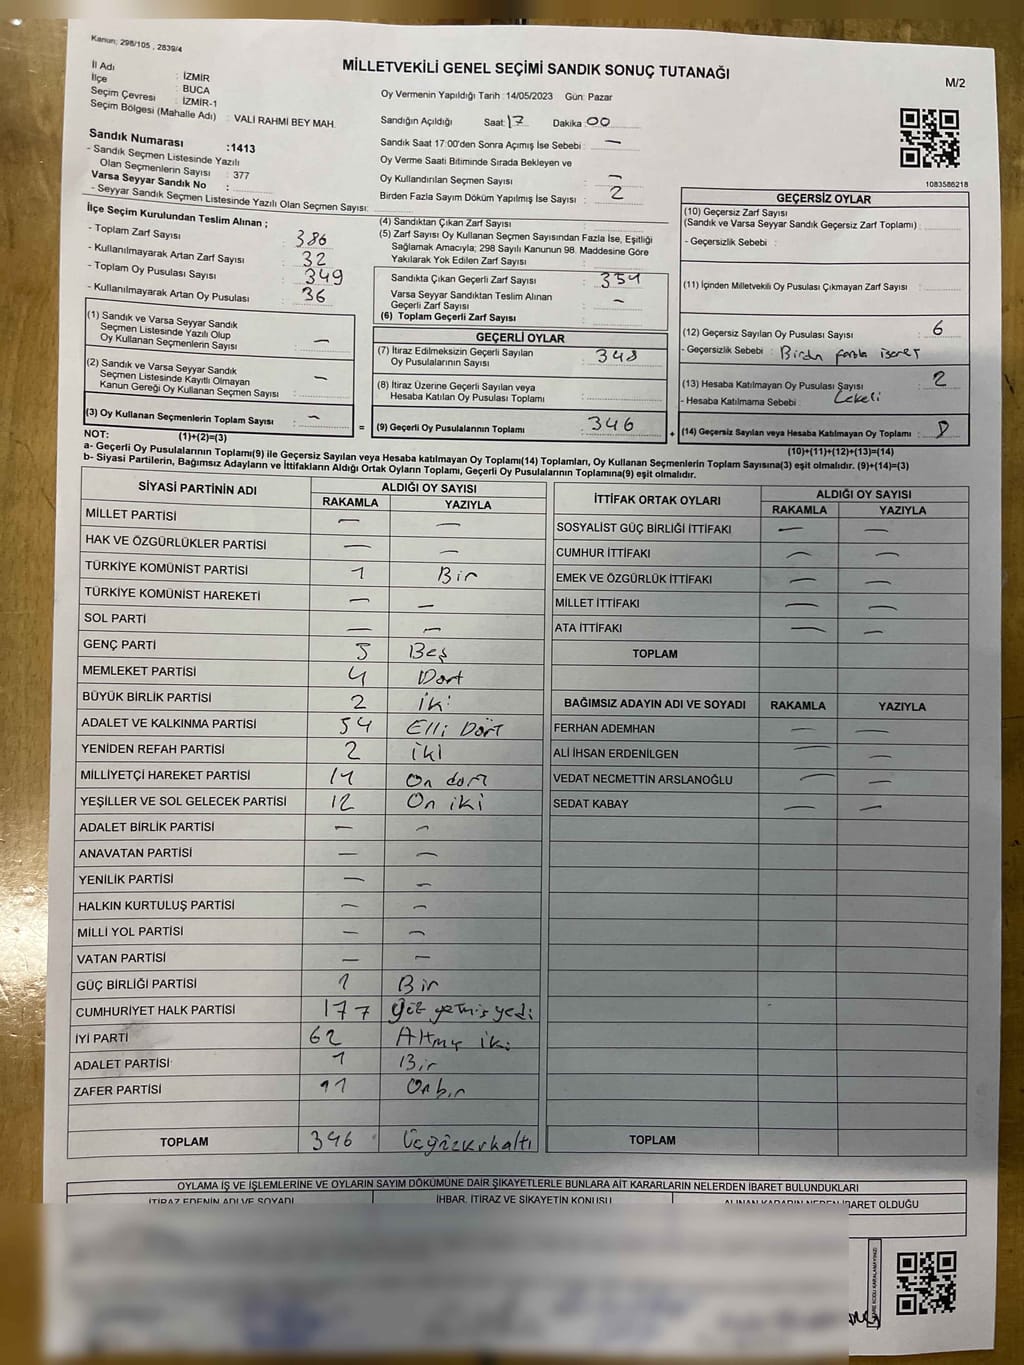 Kanun: 298/105 , 2839/4
MİLLETVEKİLİ GENEL SEÇİMİ SANDIK SONUÇ TUTANAĞI
M/2
İl Adı : İZMİR
İlçe : BUCA
Seçim Çevresi : İZMİR-1
Seçim Bölgesi (Mahalle Adı) : VALİ RAHMİ BEY MAH.
Oy Vermenin Yapıldığı Tarih :14/05/2023 Gün: Pazar
Sandığın Açıldığı Saat: 17 Dakika : 00
Sandık Saat 17:00'den Sonra Açımış İse Sebebi : —
Oy Verme Saati Bitiminde Sırada Bekleyen ve
Oy Kullandırılan Seçmen Sayısı : —
Birden Fazla Sayım Döküm Yapılmış İse Sayısı : 2
Sandık Numarası :1413
- Sandık Seçmen Listesinde Yazılı
Olan Seçmenlerin Sayısı : 377
Varsa Seyyar Sandık No :
- Seyyar Sandık Seçmen Listesinde Yazılı Olan Seçmen Sayısı:
1083586218
İlçe Seçim Kurulundan Teslim Alınan ;
- Toplam Zarf Sayısı : 386
- Kullanılmayarak Artan Zarf Sayısı : 32
- Toplam Oy Pusulası Sayısı : 349
- Kullanılmayarak Artan Oy Pusulası : 36
(1) Sandık ve Varsa Seyyar Sandık
Seçmen Listesinde Yazılı Olup
Oy Kullanan Seçmenlerin Sayısı : —
(2) Sandık ve Varsa Seyyar Sandık
Seçmen Listesinde Kayıtlı Olmayan
Kanun Gereği Oy Kullanan Seçmen Sayısı : —
(3) Oy Kullanan Seçmenlerin Toplam Sayısı : —
(4) Sandıktan Çıkan Zarf Sayısı :
(5) Zarf Sayısı Oy Kullanan Seçmen Sayısından Fazla İse, Eşitliği
Sağlamak Amacıyla; 298 Sayılı Kanunun 98. Maddesine Göre
Yakılarak Yok Edilen Zarf Sayısı :
Sandıkta Çıkan Geçerli Zarf Sayısı : 354
Varsa Seyyar Sandıktan Teslim Alınan
Geçerli Zarf Sayısı : —
(6) Toplam Geçerli Zarf Sayısı :
GEÇERLİ OYLAR
(7) İtiraz Edilmeksizin Geçerli Sayılan
Oy Pusulalarının Sayısı : 348
(8) İtiraz Üzerine Geçerli Sayılan veya
Hesaba Katılan Oy Pusulası Toplamı :
= (9) Geçerli Oy Pusulalarının Toplamı : 346
GEÇERSİZ OYLAR
(10) Geçersiz Zarf Sayısı
(Sandık ve Varsa Seyyar Sandık Geçersiz Zarf Toplamı) :
- Geçersizlik Sebebi :
(11) İçinden Milletvekili Oy Pusulası Çıkmayan Zarf Sayısı :
(12) Geçersiz Sayılan Oy Pusulası Sayısı : 6
- Geçersizlik Sebebi : Birdn fazla işaret
(13) Hesaba Katılmayan Oy Pusulası Sayısı : 2
- Hesaba Katılmama Sebebi : Lekeli
+ (14) Geçersiz Sayılan veya Hesaba Katılmayan Oy Toplamı : 8
(10)+(11)+(12)+(13)=(14)
NOT: (1)+(2)=(3)
a- Geçerli Oy Pusulalarının Toplamı(9) ile Geçersiz Sayılan veya Hesaba katılmayan Oy Toplamı(14) Toplamları, Oy Kullanan Seçmenlerin Toplam Sayısına(3) eşit olmalıdır. (9)+(14)=(3)
b- Siyasi Partilerin, Bağımsız Adayların ve İttifakların Aldığı Ortak Oyların Toplamı, Geçerli Oy Pusulalarının Toplamına(9) eşit olmalıdır.
SİYASİ PARTİNİN ADI ALDIĞI OY SAYISI
RAKAMLA YAZIYLA
MİLLET PARTİSİ — —
HAK VE ÖZGÜRLÜKLER PARTİSİ — —
TÜRKİYE KOMÜNİST PARTİSİ 1 Bir
TÜRKİYE KOMÜNİST HAREKETİ — —
SOL PARTİ — —
GENÇ PARTİ 5 Beş
MEMLEKET PARTİSİ 4 Dört
BÜYÜK BİRLİK PARTİSİ 2 iki
ADALET VE KALKINMA PARTİSİ 54 Elli Dört
YENİDEN REFAH PARTİSİ 2 iki
MİLLİYETÇİ HAREKET PARTİSİ 14 On dört
YEŞİLLER VE SOL GELECEK PARTİSİ 12 On iki
ADALET BİRLİK PARTİSİ — —
ANAVATAN PARTİSİ — —
YENİLİK PARTİSİ — —
HALKIN KURTULUŞ PARTİSİ — —
MİLLİ YOL PARTİSİ — —
VATAN PARTİSİ — —
GÜÇ BİRLİĞİ PARTİSİ 1 Bir
CUMHURİYET HALK PARTİSİ 177 yüz yetmiş yedi
İYİ PARTİ 62 Altmış iki
ADALET PARTİSİ 1 Bir
ZAFER PARTİSİ 11 Onbir
TOPLAM 346 Üçyüzkırkaltı
İTTİFAK ORTAK OYLARI ALDIĞI OY SAYISI
RAKAMLA YAZIYLA
SOSYALIST GÜÇ BİRLİĞİ İTTİFAKI — —
CUMHUR İTTİFAKI — —
EMEK VE ÖZGÜRLÜK İTTİFAKI — —
MİLLET İTTİFAKI — —
ATA İTTİFAKI — —
TOPLAM
BAĞIMSIZ ADAYIN ADI VE SOYADI RAKAMLA YAZIYLA
FERHAN ADEMHAN — —
ALİ İHSAN ERDENİLGEN — —
VEDAT NECMETTİN ARSLANOĞLU — —
SEDAT KABAY — —
TOPLAM
OYLAMA İŞ VE İŞLEMLERİNE VE OYLARIN SAYIM DÖKÜMÜNE DAİR ŞİKAYETLERLE BUNLARA AİT KARARLARIN NELERDEN İBARET BULUNDUKLARI
İTİRAZ EDENİN ADI VE SOYADI İHBAR, İTİRAZ VE ŞİKAYETİN KONUSU ALINAN KARARIN NEDEN İBARET OLDUĞU